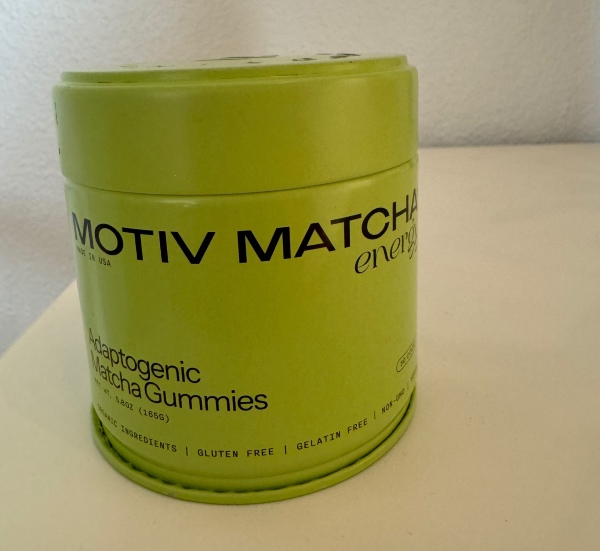 MOTIV MATCHA
MADE IN USA
energy
Adaptogenic
Matcha Gummies
WT. 5.8OZ (165G)
ORGANIC INGREDIENTS | GLUTEN FREE | GELATIN FREE | NON-GMO |